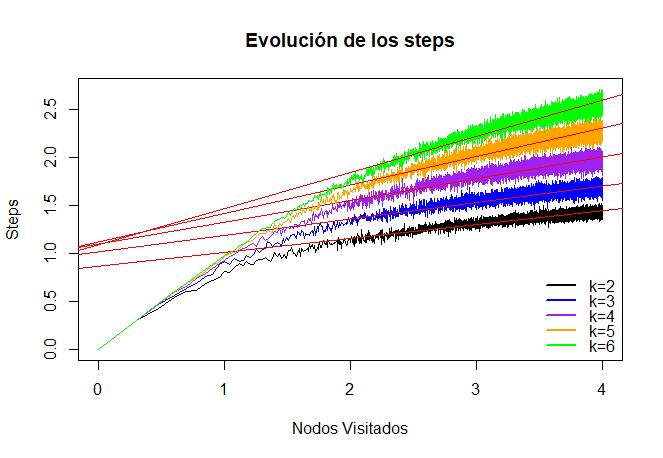 Evolución de los steps
Steps
2.5
2.0
1.5
1.0
0.5
0.0
k=2
k=3
k=4
k=5
k=6
0 1 2 3 4
Nodos Visitados